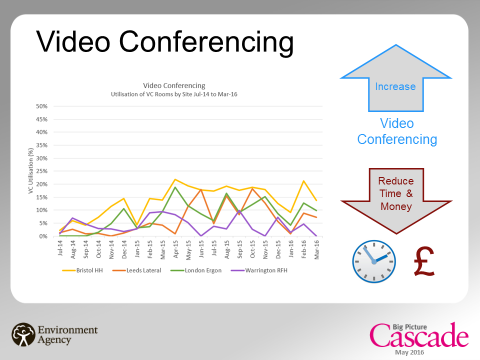 Video Conferencing
Video Conferencing
Utilisation of VC Rooms by Site Jul-14 to Mar-16
VC Utilisation (%)
50%
45%
40%
35%
30%
25%
20%
15%
10%
5%
0%
Jul-14
Aug-14
Sep-14
Oct-14
Nov-14
Dec-14
Jan-15
Feb-15
Mar-15
Apr-15
May-15
Jun-15
Jul-15
Aug-15
Sep-15
Oct-15
Nov-15
Dec-15
Jan-16
Feb-16
Mar-16
Bristol HH
Leeds Lateral
London Ergon
Warrington RFH
Increase
Video
Conferencing
Reduce
Time &
Money
£
Environment
Agency
Big Picture
Cascade
May 2016